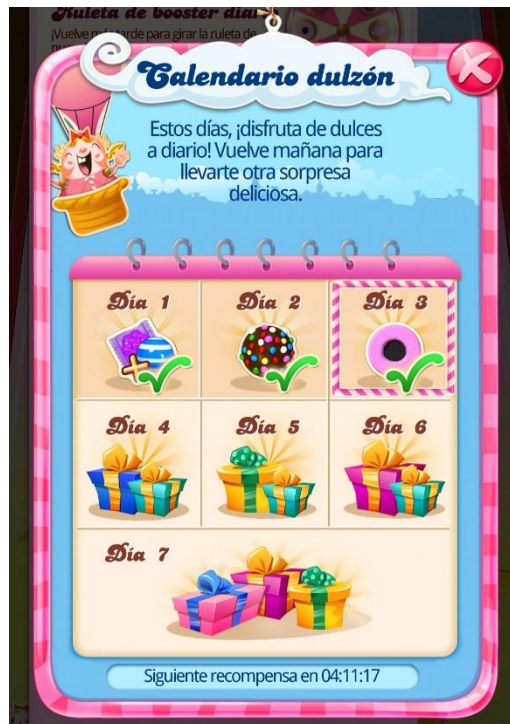 Ruleta de booster diar
¡Vuelve más tarde para girar la ruleta de
Calendario dulzón
Estos días, ¡disfruta de dulces
a diario! Vuelve mañana para
llevarte otra sorpresa
deliciosa.
Día 1 Día 2 Día 3
Día 4 Día 5 Día 6
Día 7
Siguiente recompensa en 04:11:17